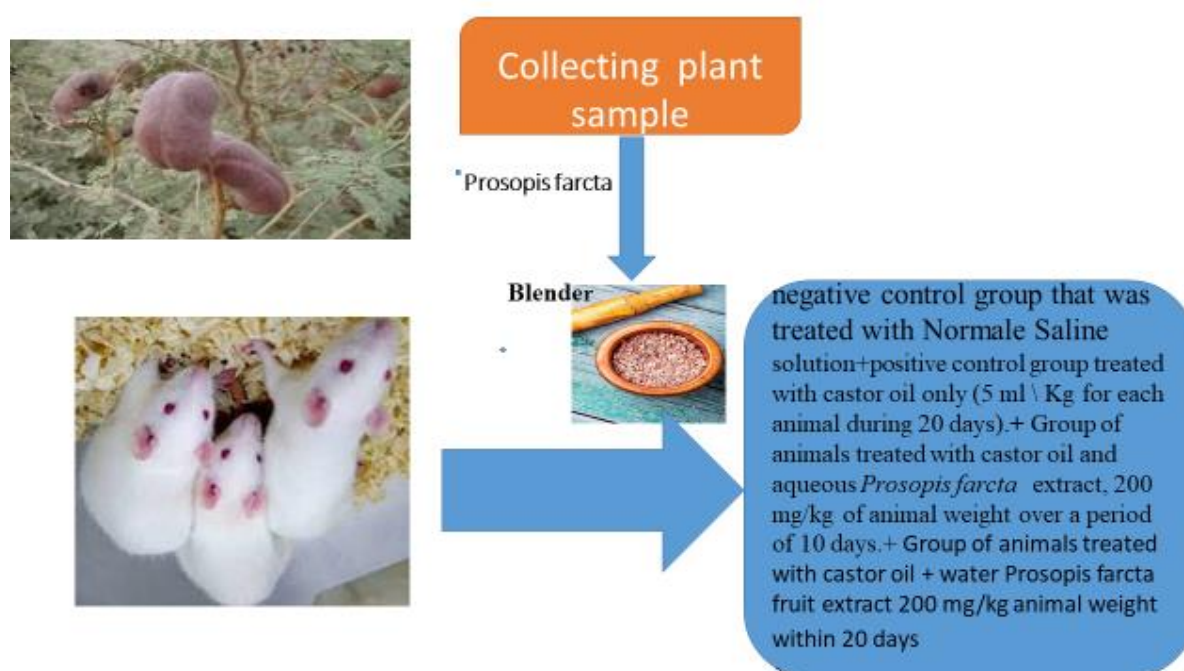 Collecting plant
sample
Prosopis farcta
Blender
negative control group that was
treated with Normale Saline
solution+positive control group treated
with castor oil only (5 ml \ Kg for each
animal during 20 days).+ Group of
animals treated with castor oil and
aqueous Prosopis farcta extract, 200
mg/kg of animal weight over a period
of 10 days.+ Group of animals treated
with castor oil + water Prosopis farcta
fruit extract 200 mg/kg animal weight
within 20 days